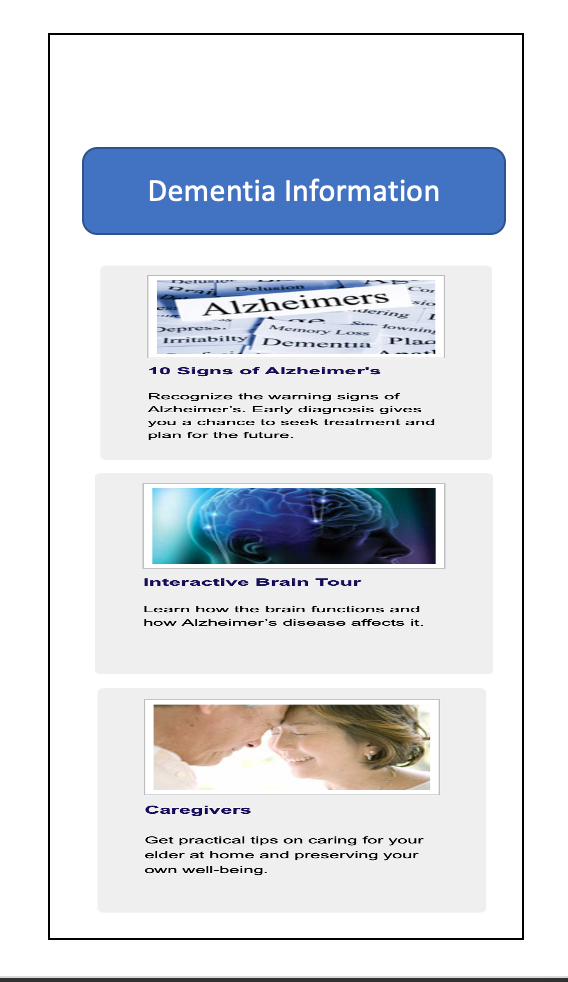 Dementia Information
Delusion
Alzheimers
Depress.
Memory Loss
Irritabilty
Dementia
10 Signs of Alzheimer's
Recognize the warning signs of
Alzheimer's. Early diagnosis gives
you a chance to seek treatment and
plan for the future.
Interactive Brain Tour
Learn how the brain functions and
how Alzheimer's disease affects it.
Caregivers
Get practical tips on caring for your
elder at home and preserving your
own well-being.